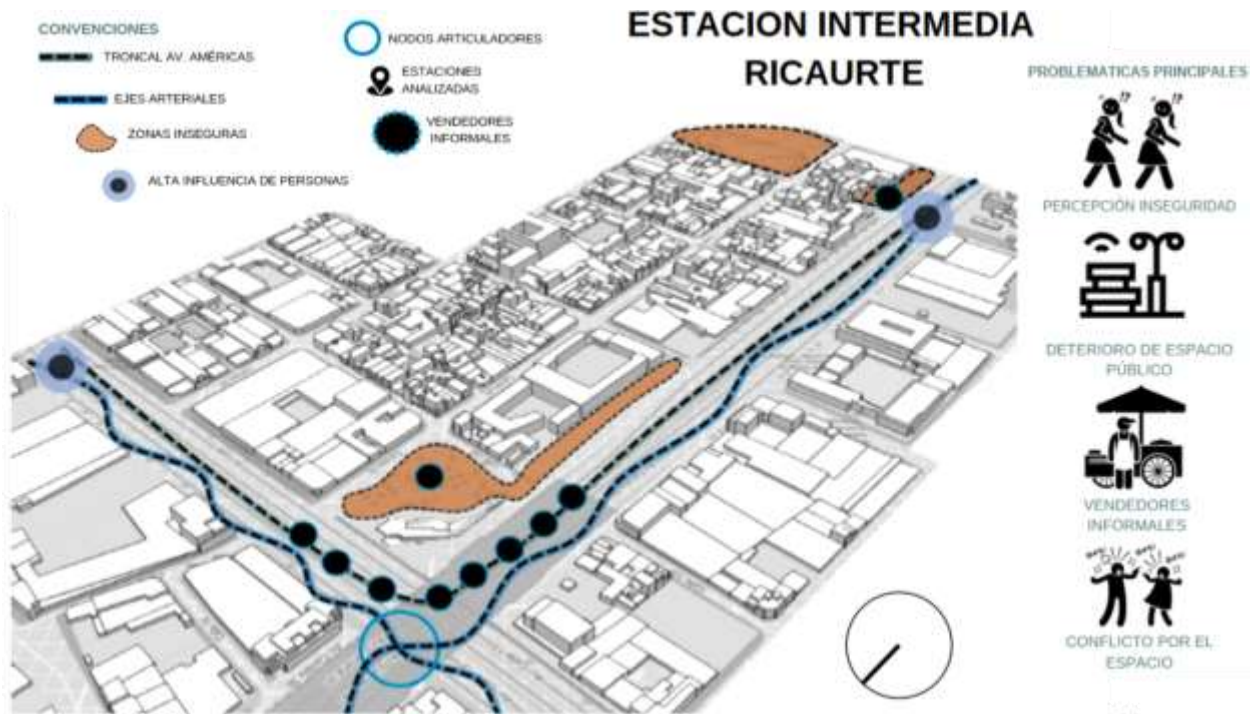 ESTACION INTERMEDIA
RICAURTE
CONVENCIONES
TRONCAL AV. AMÉRICAS
EJES ARTERIALES
ZONAS INSEGURAS
ALTA INFLUENCIA DE PERSONAS
NODOS ARTICULADORES
ESTACIONES
ANALIZADAS
VENDEDORES
INFORMALES
PROBLEMATICAS PRINCIPALES
PERCEPCIÓN INSEGURIDAD
DETERIORO DE ESPACIO
PÚBLICO
VENDEDORES
INFORMALES
CONFLICTO POR EL
ESPACIO